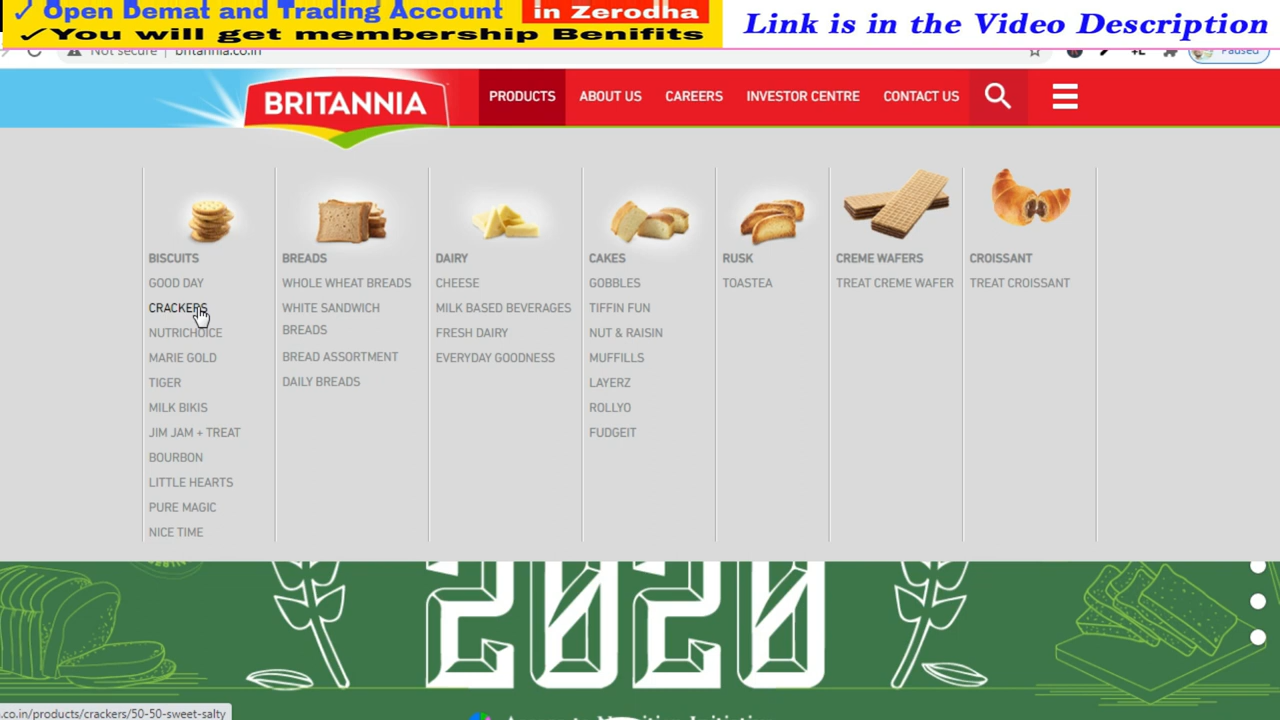 ✓ Open Demat and Trading Account in Zerodha
✓You will get membership Benifits
Link is in the Video Description
Not secure | britannia.co.in
Paused
BRITANNIA
PRODUCTS
ABOUT US
CAREERS
INVESTOR CENTRE
CONTACT US
BISCUITS
GOOD DAY
CRACKERS
NUTRICHOICE
MARIE GOLD
TIGER
MILK BIKIS
JIM JAM + TREAT
BOURBON
LITTLE HEARTS
PURE MAGIC
NICE TIME
BREADS
WHOLE WHEAT BREADS
WHITE SANDWICH
BREADS
BREAD ASSORTMENT
DAILY BREADS
DAIRY
CHEESE
MILK BASED BEVERAGES
FRESH DAIRY
EVERYDAY GOODNESS
CAKES
GOBBLES
TIFFIN FUN
NUT & RAISIN
MUFFILLS
LAYERZ
ROLLYO
FUDGEIT
RUSK
TOASTEA
CREME WAFERS
TREAT CREME WAFER
CROISSANT
TREAT CROISSANT
2020
.co.in/products/crackers/50-50-sweet-salty